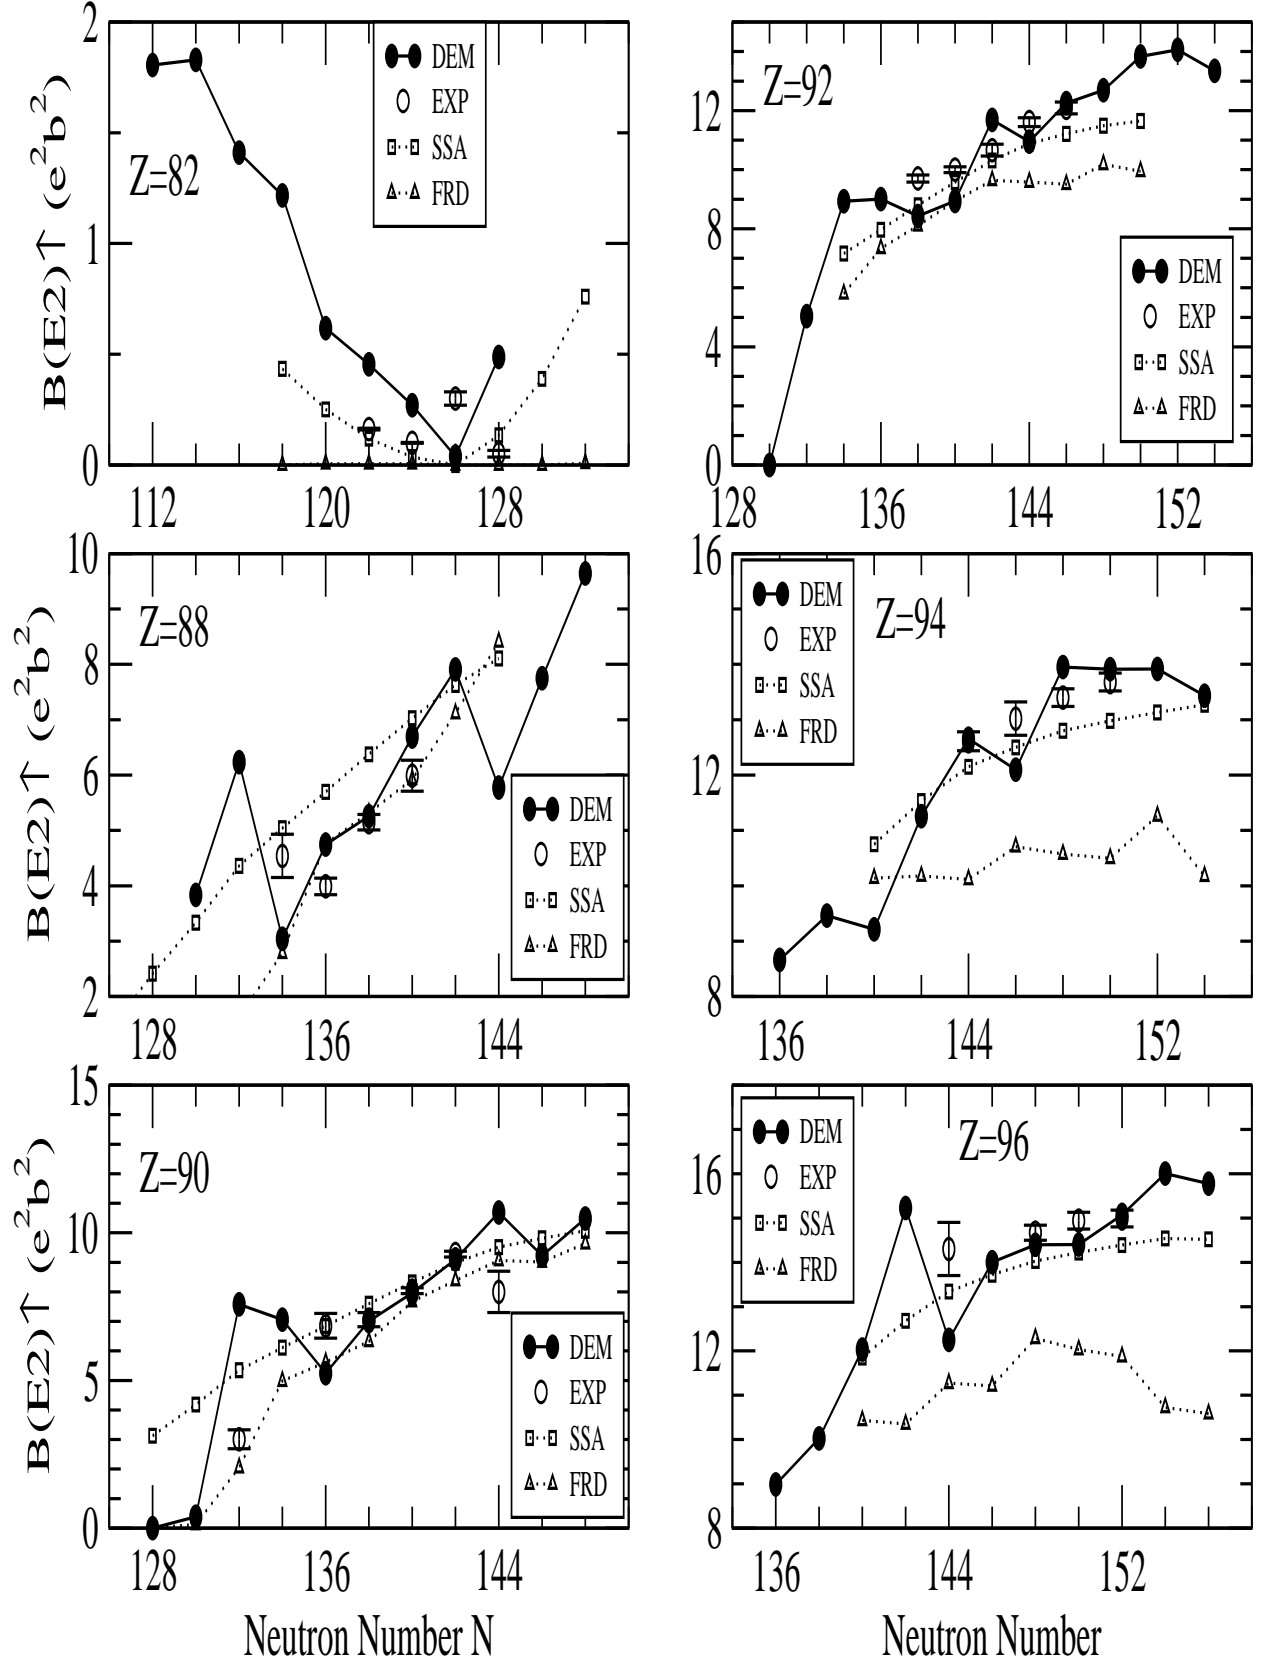 B(E2)↑ (e²b²)
2
1
0
Z=82
DEM
EXP
SSA
FRD
112
120
128
12
8
4
0
Z=92
DEM
EXP
SSA
FRD
128
136
144
152
B(E2)↑ (e²b²)
10
8
6
4
2
Z=88
DEM
EXP
SSA
FRD
128
136
144
16
12
8
DEM
EXP
SSA
FRD
Z=94
136
144
152
B(E2)↑ (e²b²)
15
10
5
0
Z=90
DEM
EXP
SSA
FRD
128
136
144
Neutron Number N
16
12
8
DEM
EXP
SSA
FRD
Z=96
136
144
152
Neutron Number